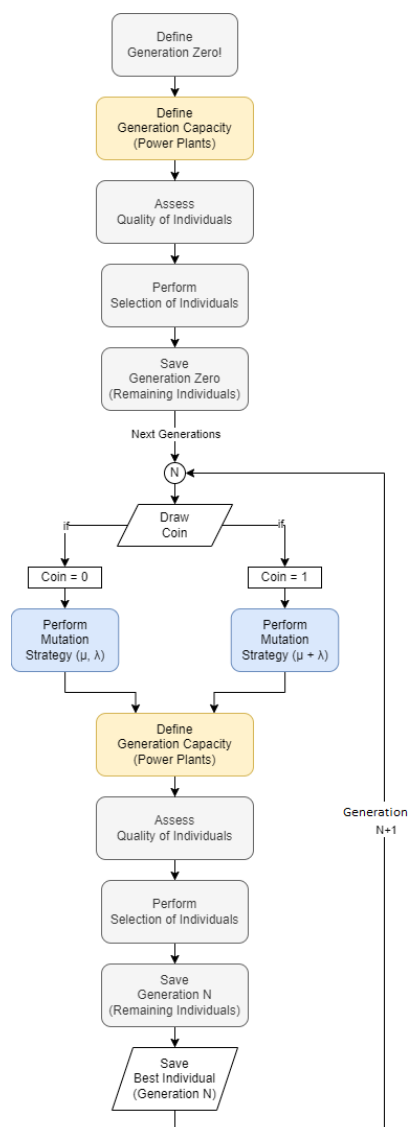 Define
Generation Zero!
Define
Generation Capacity
(Power Plants)
Assess
Quality of Individuals
Perform
Selection of Individuals
Save
Generation Zero
(Remaining Individuals)
Next Generations
N
Draw
Coin
if
if
Coin = 0
Coin = 1
Perform
Mutation
Strategy (μ, λ)
Perform
Mutation
Strategy (μ + λ)
Define
Generation Capacity
(Power Plants)
Generation
N+1
Assess
Quality of Individuals
Perform
Selection of Individuals
Save
Generation N
(Remaining Individuals)
Save
Best Individual
(Generation N)